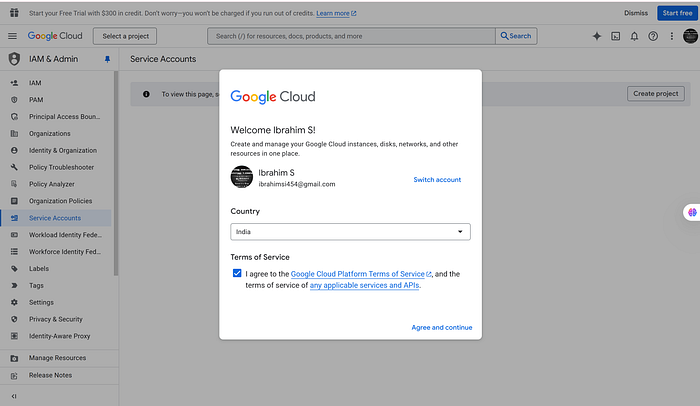 Start your Free Trial with $300 in credit. Don't worry—you won't be charged if you run out of credits. Learn more
Dismiss
Start free
Google Cloud
Select a project
Search (/) for resources, docs, products, and more
Search
IAM & Admin
Service Accounts
IAM
PAM
Principal Access Boun...
Organizations
Identity & Organization
Policy Troubleshooter
Policy Analyzer
Organization Policies
Service Accounts
Workload Identity Fede...
Workforce Identity Fed...
Labels
Tags
Settings
Privacy & Security
Identity-Aware Proxy
Manage Resources
Release Notes
To view this page, s
Create project
Google Cloud
Welcome Ibrahim S!
Create and manage your Google Cloud instances, disks, networks, and other
resources in one place.
Ibrahim S
ibrahimsi454@gmail.com
Switch account
Country
India
Terms of Service
I agree to the Google Cloud Platform Terms of Service, and the
terms of service of any applicable services and APIs.
Agree and continue